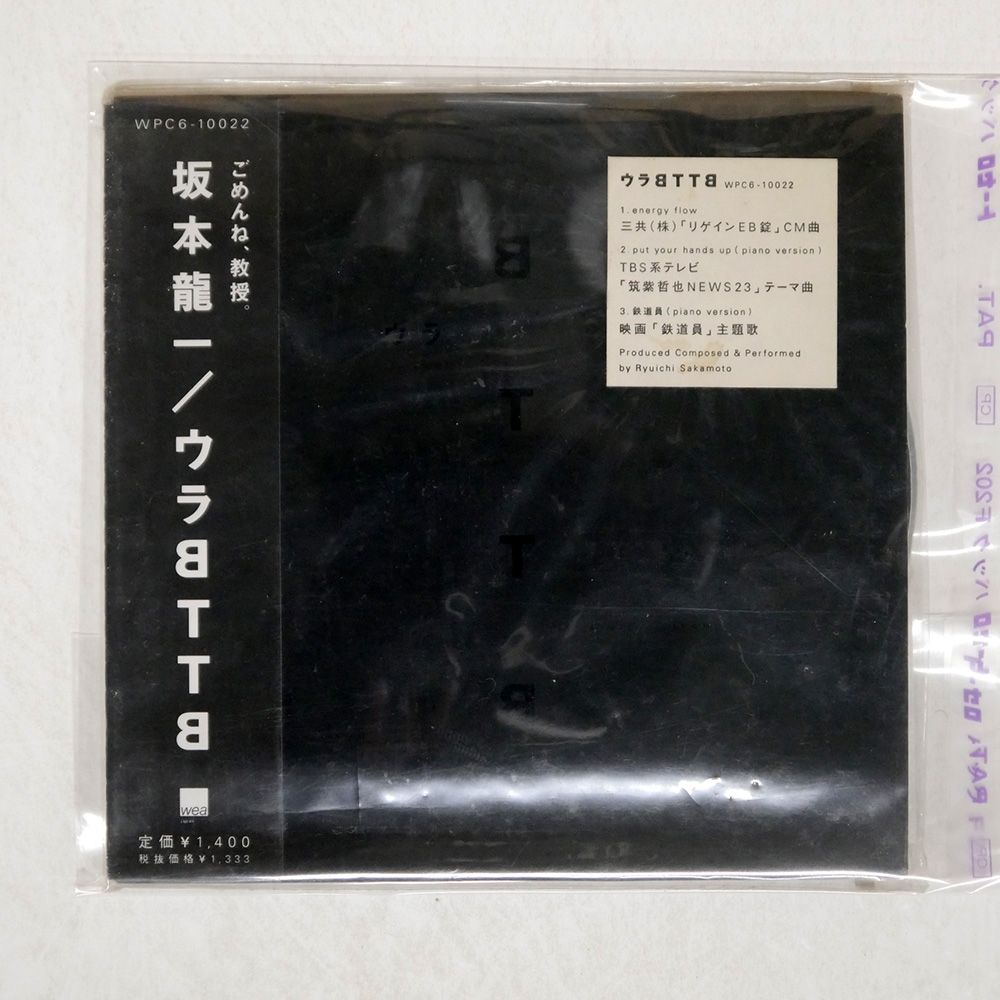 WPC6-10022
ごめんね、教授。
坂本龍一／ウラBTTB
wea
定価¥1,400
税抜価格¥1,333
ウラBTTB WPC6-10022
1. energy flow
三共(株)「リゲインEB錠」CM曲
2. put your hands up (piano version)
TBS系テレビ
「筑紫哲也NEWS23」テーマ曲
3. 鉄道員 (piano version)
映画「鉄道員」主題歌
Produced Composed & Performed
by Ryuichi Sakamoto
ウラ
BTTB